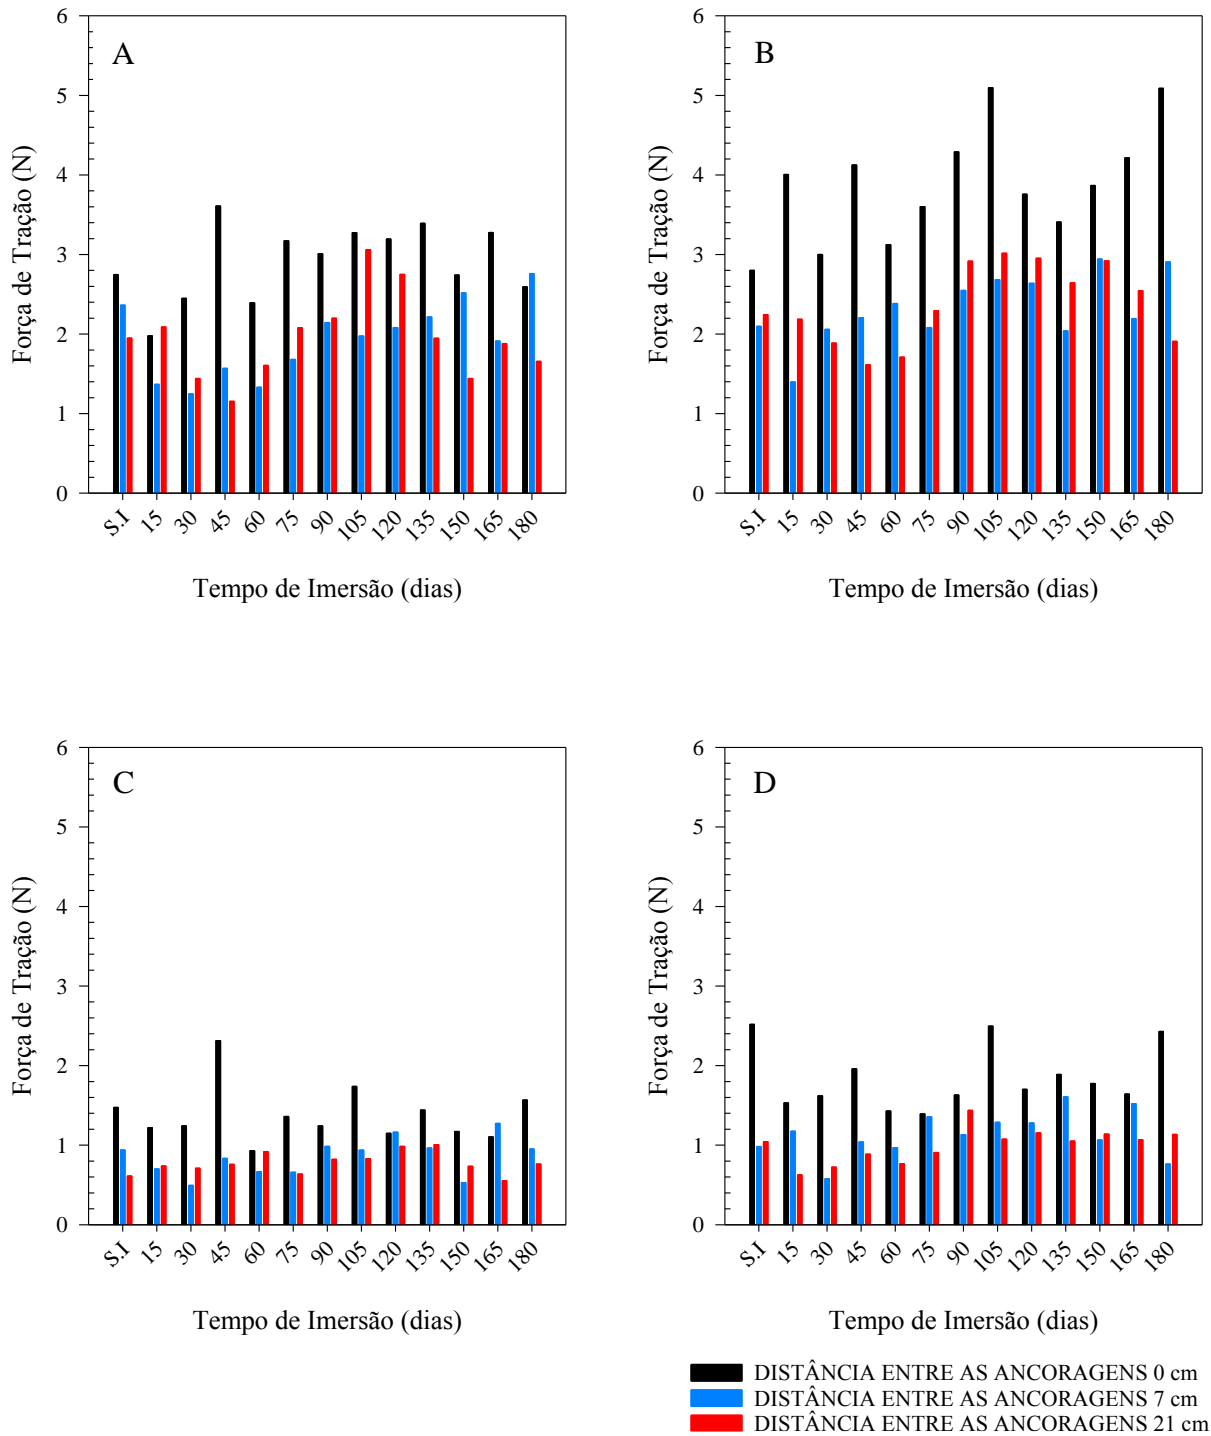 A
Força de Tração (N)
6
5
4
3
2
1
0
S.I 15 30 45 60 75 90 105 120 135 150 165 180
Tempo de Imersão (dias)
B
Força de Tração (N)
6
5
4
3
2
1
0
S.I 15 30 45 60 75 90 105 120 135 150 165 180
Tempo de Imersão (dias)
C
Força de Tração (N)
6
5
4
3
2
1
0
S.I 15 30 45 60 75 90 105 120 135 150 165 180
Tempo de Imersão (dias)
D
Força de Tração (N)
6
5
4
3
2
1
0
S.I 15 30 45 60 75 90 105 120 135 150 165 180
Tempo de Imersão (dias)
DISTÂNCIA ENTRE AS ANCORAGENS 0 cm
DISTÂNCIA ENTRE AS ANCORAGENS 7 cm
DISTÂNCIA ENTRE AS ANCORAGENS 21 cm